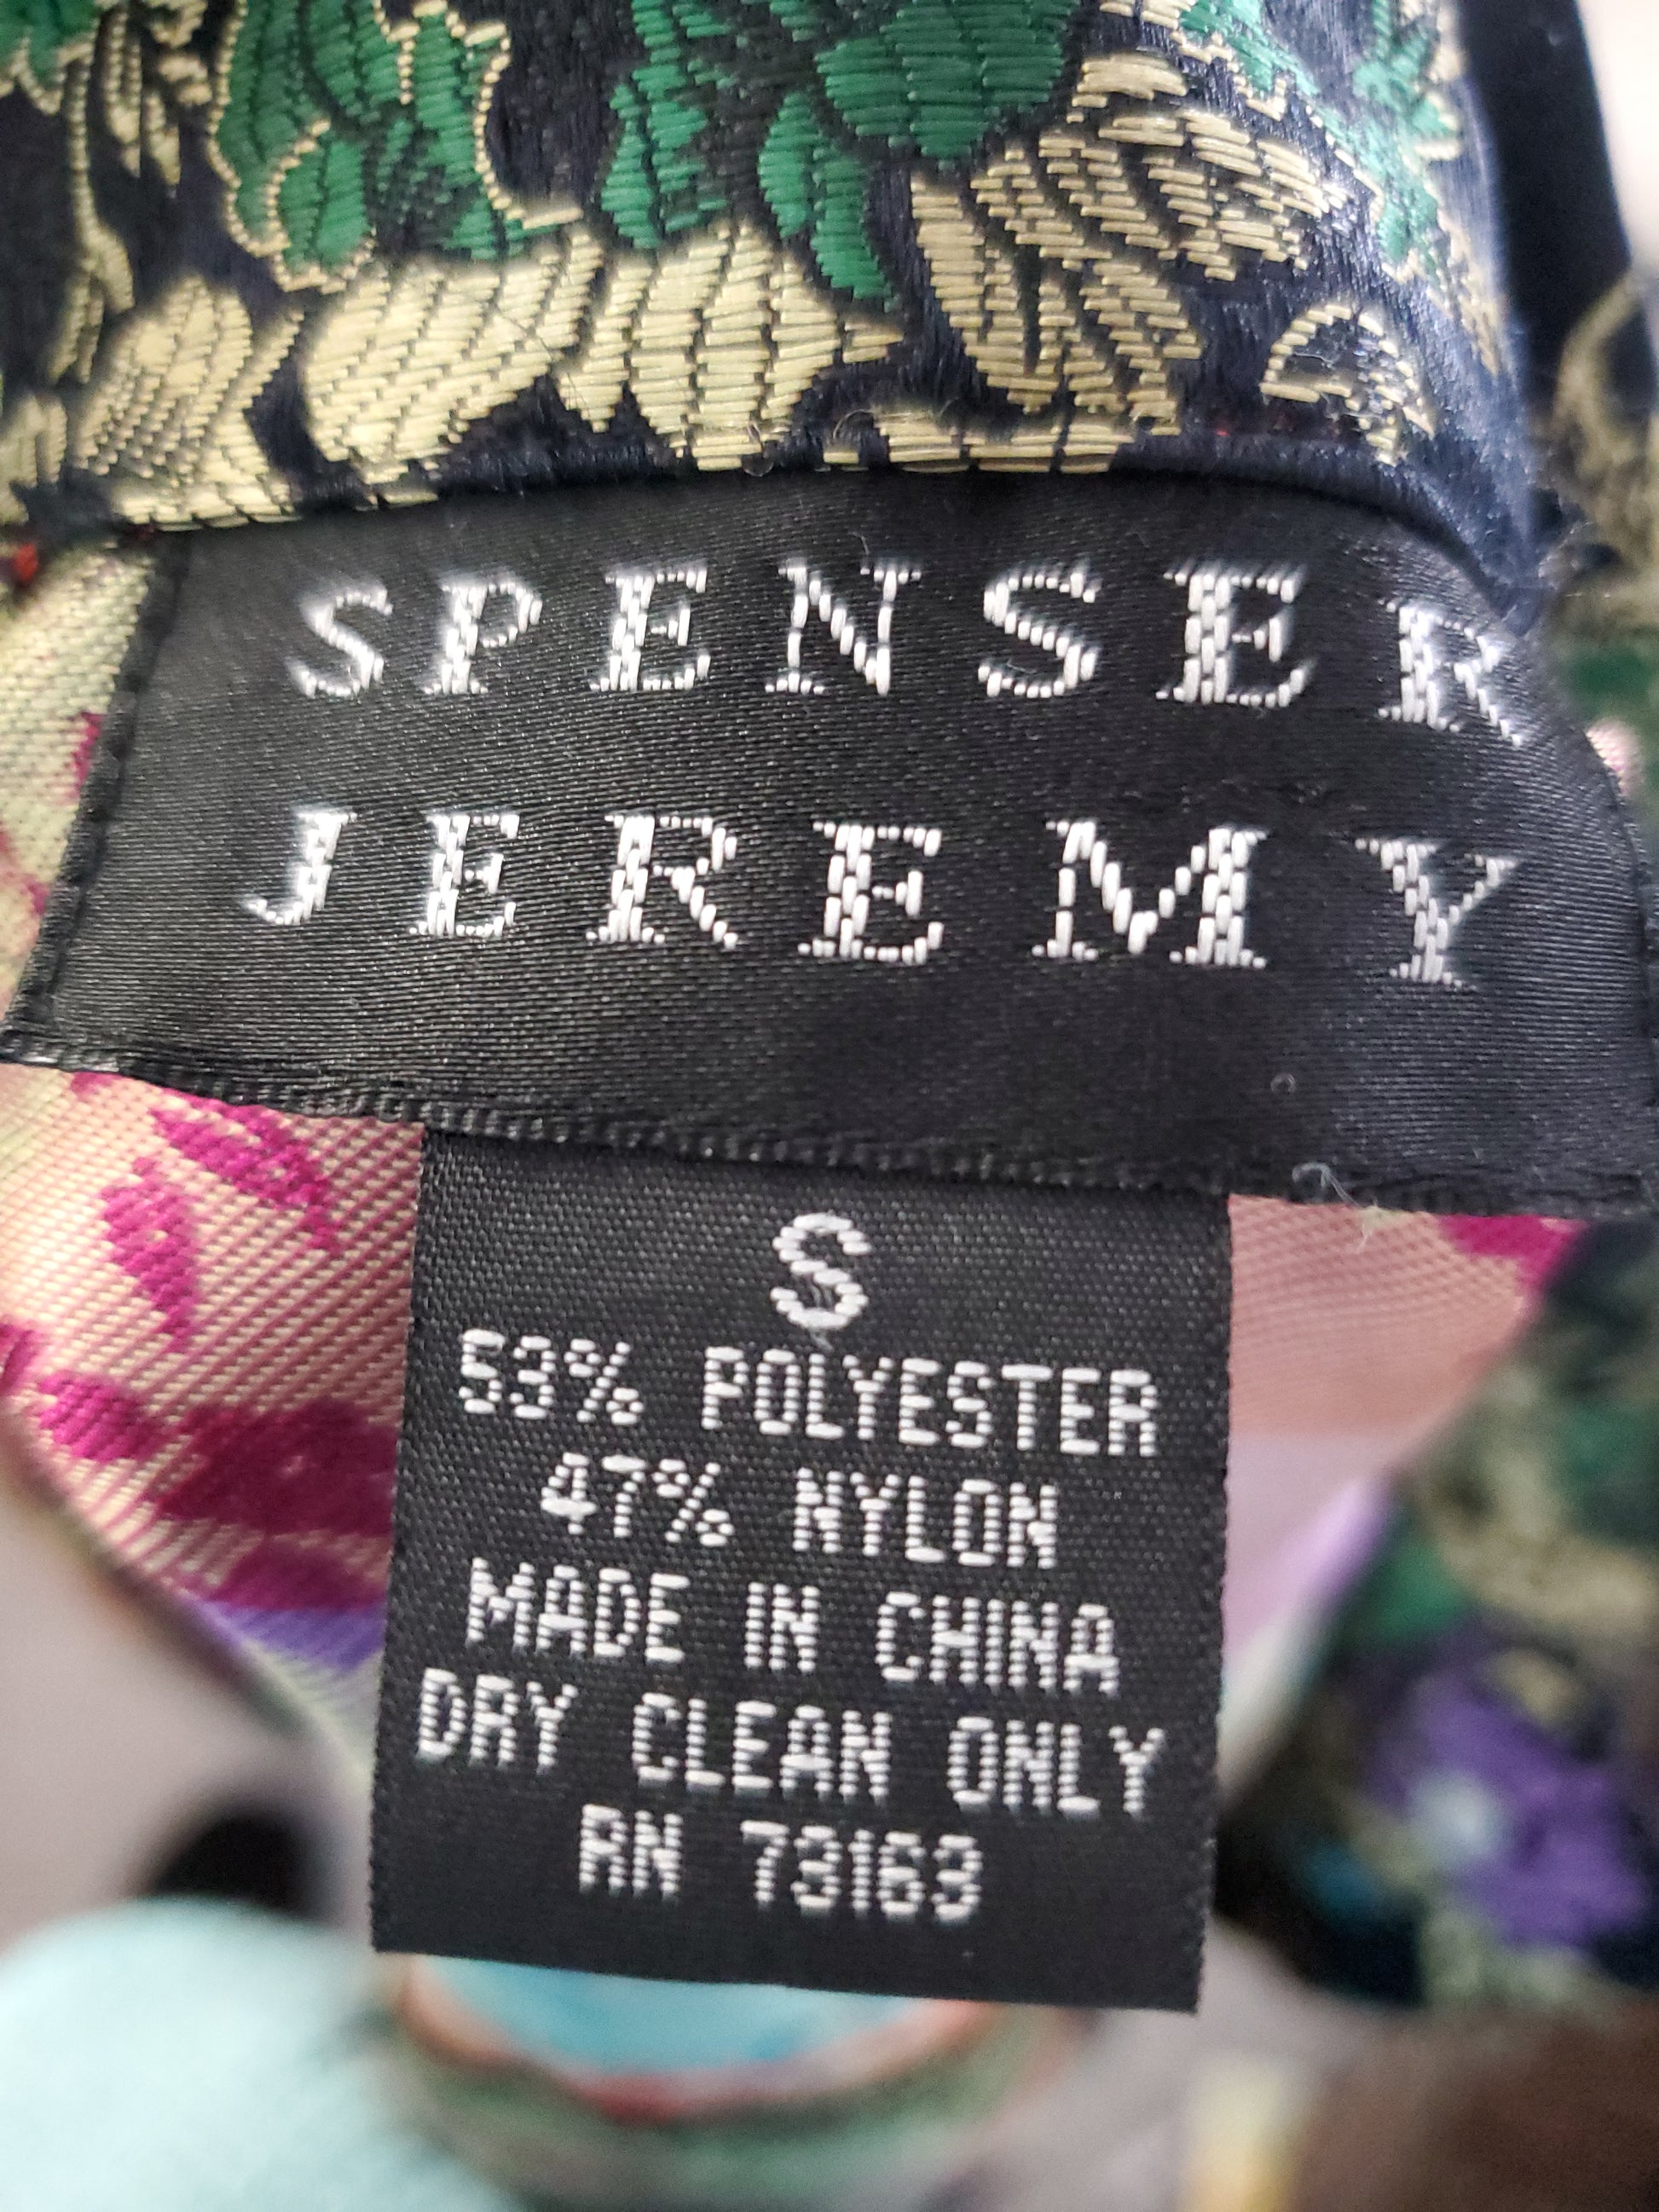 SPENSER
JEREMY
S
53% POLYESTER
47% NYLON
MADE IN CHINA
DRY CLEAN ONLY
RN 73163